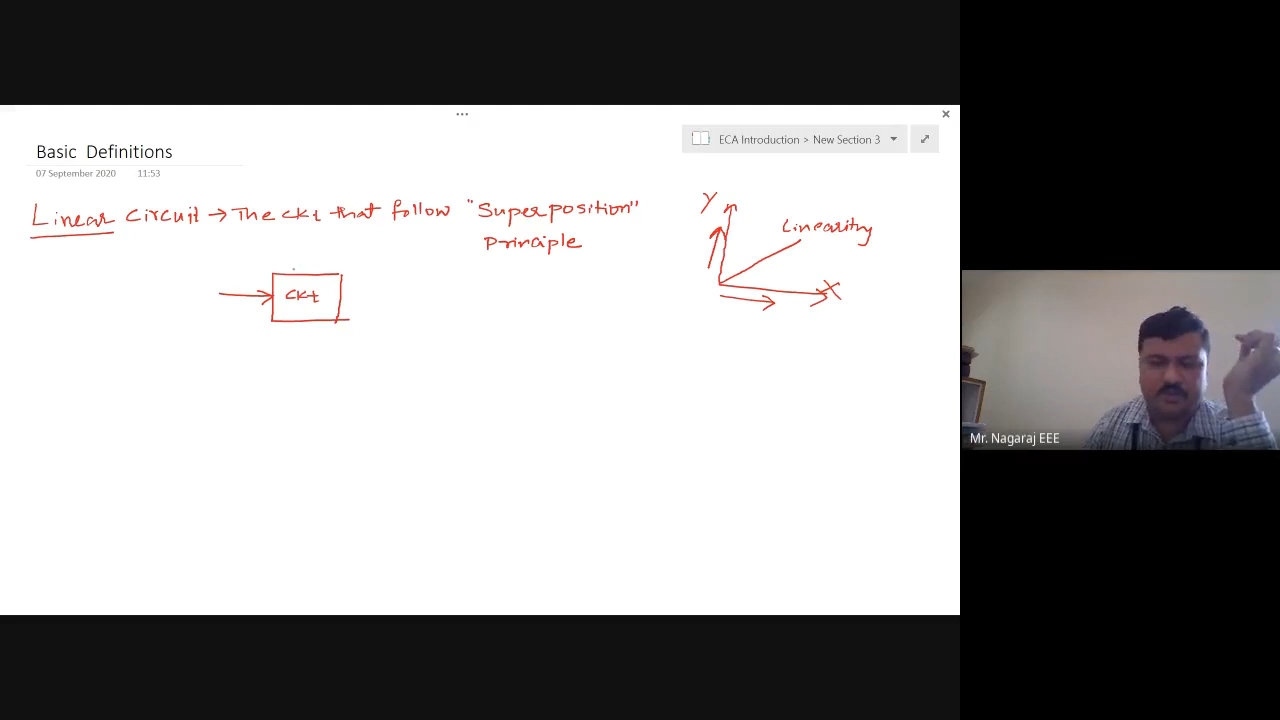 ...
ECA Introduction > New Section 3
Basic Definitions
07 September 2020 11:53
Linear Circuit → The ckt that follow "Superposition"
Principle
Y
Linearity
X
ckt
Mr. Nagaraj EEE